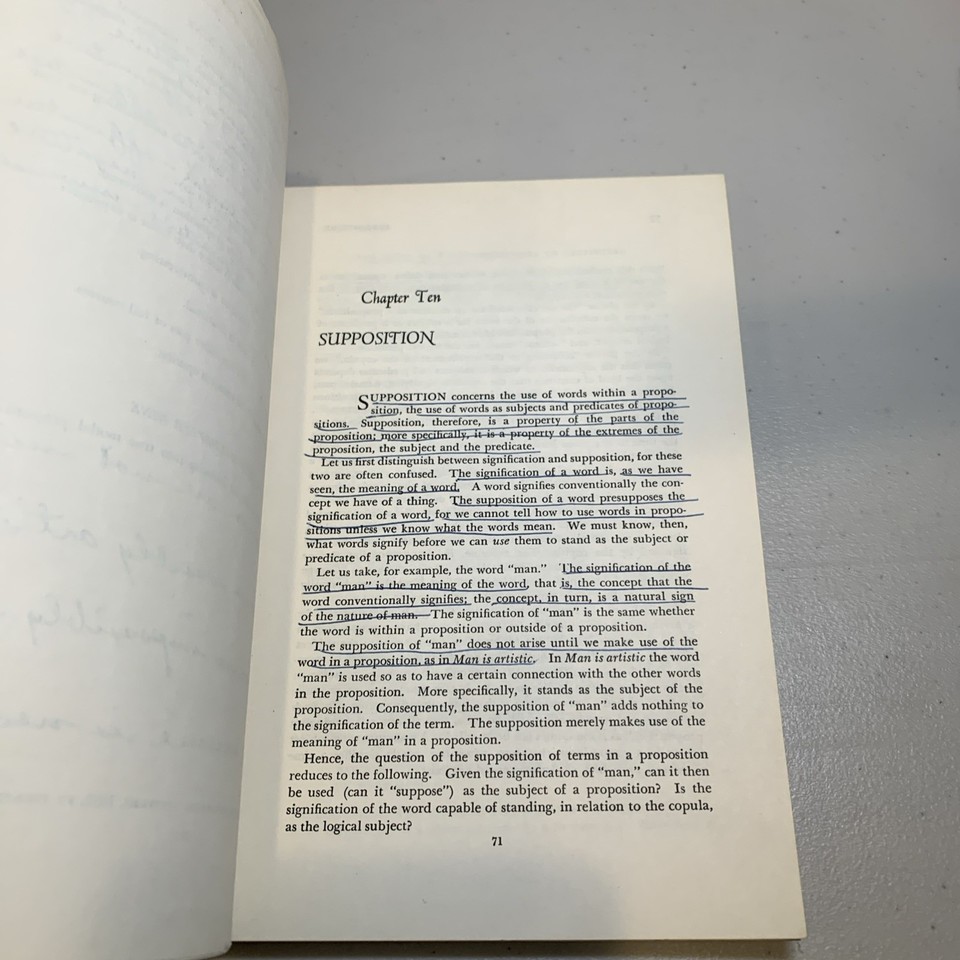 Chapter Ten
SUPPOSITION
SUPPOSITION concerns the use of words within a propo-
sition, the use of words as subjects and predicates of propo-
sitions. Supposition, therefore, is a property of the parts of the
proposition; more specifically, it is a property of the extremes of the
proposition, the subject and the predicate.
Let us first distinguish between signification and supposition, for these
two are often confused. The signification of a word is, as we have
seen, the meaning of a word. A word signifies conventionally the con-
cept we have of a thing. The supposition of a word presupposes the
signification of a word, for we cannot tell how to use words in propo-
sitions unless we know what the words mean. We must know, then,
what words signify before we can use them to stand as the subject or
predicate of a proposition.
Let us take, for example, the word "man." The signification of the
word "man" is the meaning of the word, that is, the concept that the
word conventionally signifies; the concept, in turn, is a natural sign
of the nature of man. The signification of "man" is the same whether
the word is within a proposition or outside of a proposition.
The supposition of "man" does not arise until we make use of the
word in a proposition, as in Man is artistic. In Man is artistic the word
"man" is used so as to have a certain connection with the other words
in the proposition. More specifically, it stands as the subject of the
proposition. Consequently, the supposition of "man" adds nothing to
the signification of the term. The supposition merely makes use of the
meaning of "man" in a proposition.
Hence, the question of the supposition of terms in a proposition
reduces to the following. Given the signification of "man," can it then
be used (can it "suppose") as the subject of a proposition? Is the
signification of the word capable of standing, in relation to the copula,
as the logical subject?
71